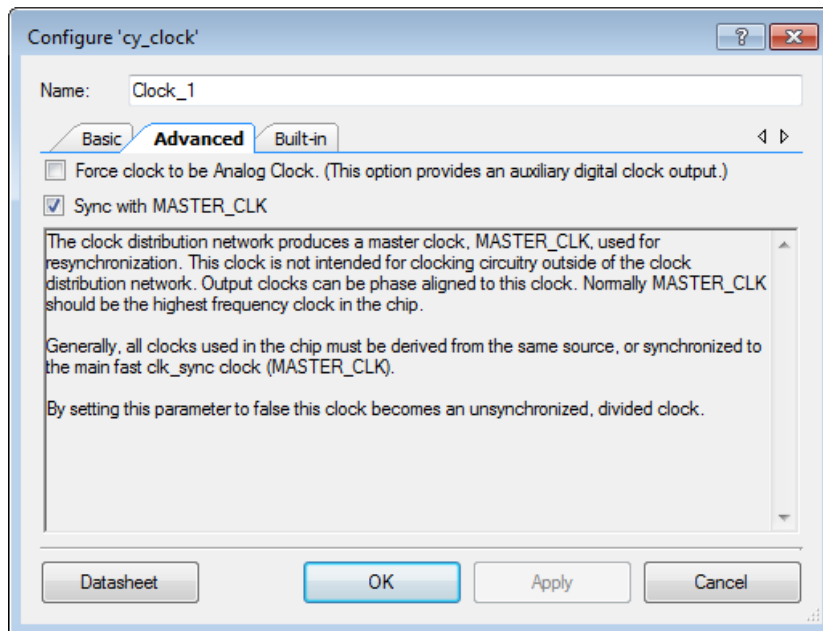 Configure 'cy_clock'
Name: Clock_1
Basic Advanced Built-in
Force clock to be Analog Clock. (This option provides an auxiliary digital clock output.)
Sync with MASTER_CLK
The clock distribution network produces a master clock, MASTER_CLK, used for
resynchronization. This clock is not intended for clocking circuitry outside of the clock
distribution network. Output clocks can be phase aligned to this clock. Normally MASTER_CLK
should be the highest frequency clock in the chip.
Generally, all clocks used in the chip must be derived from the same source, or synchronized to
the main fast clk_sync clock (MASTER_CLK).
By setting this parameter to false this clock becomes an unsynchronized, divided clock.
Datasheet OK Apply Cancel